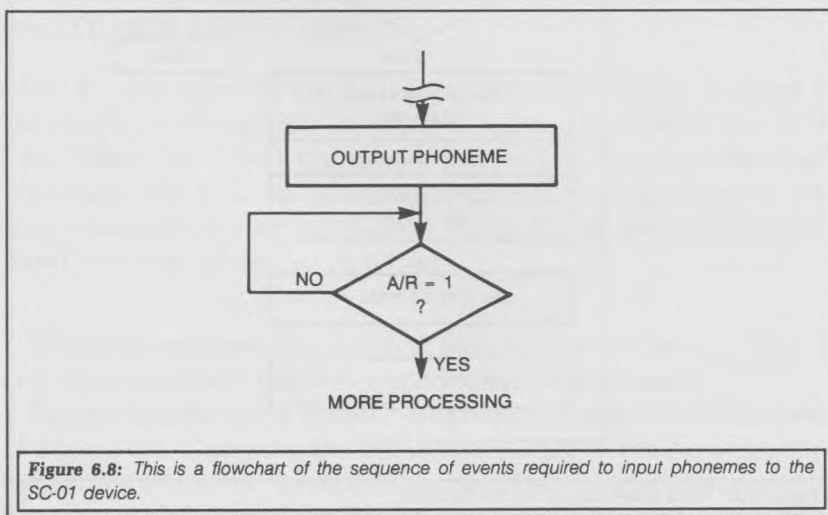 OUTPUT PHONEME
NO
A/R = 1
?
YES
MORE PROCESSING
Figure 6.8: This is a flowchart of the sequence of events required to input phonemes to the
SC-01 device.